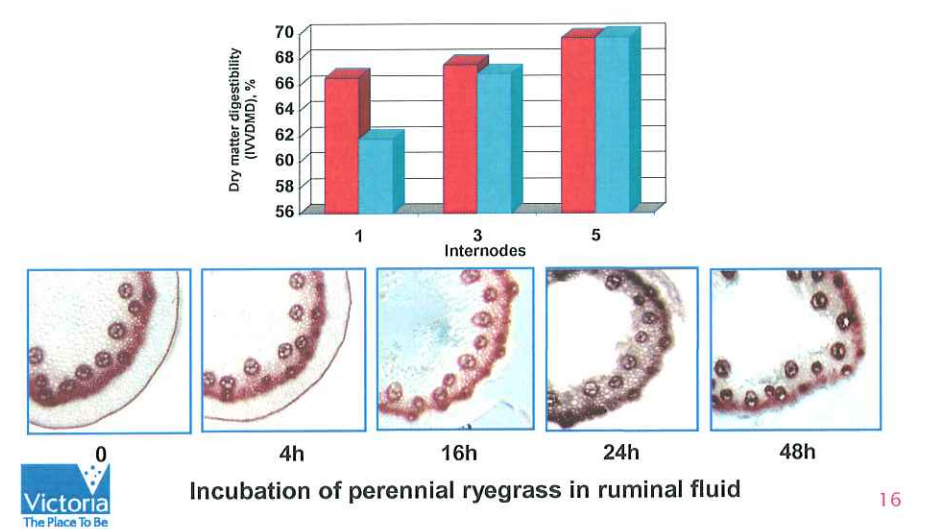 Dry matter digestibility
(IVVDMD), %
70
68
66
64
62
60
58
56
1
3
5
Internodes
0
4h
16h
24h
48h
Incubation of perennial ryegrass in ruminal fluid
Victoria
The Place To Be
16